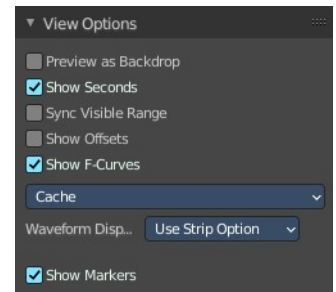 View Options
Preview as Backdrop
Show Seconds
Sync Visible Range
Show Offsets
Show F-Curves
Cache
Waveform Disp... Use Strip Option
Show Markers